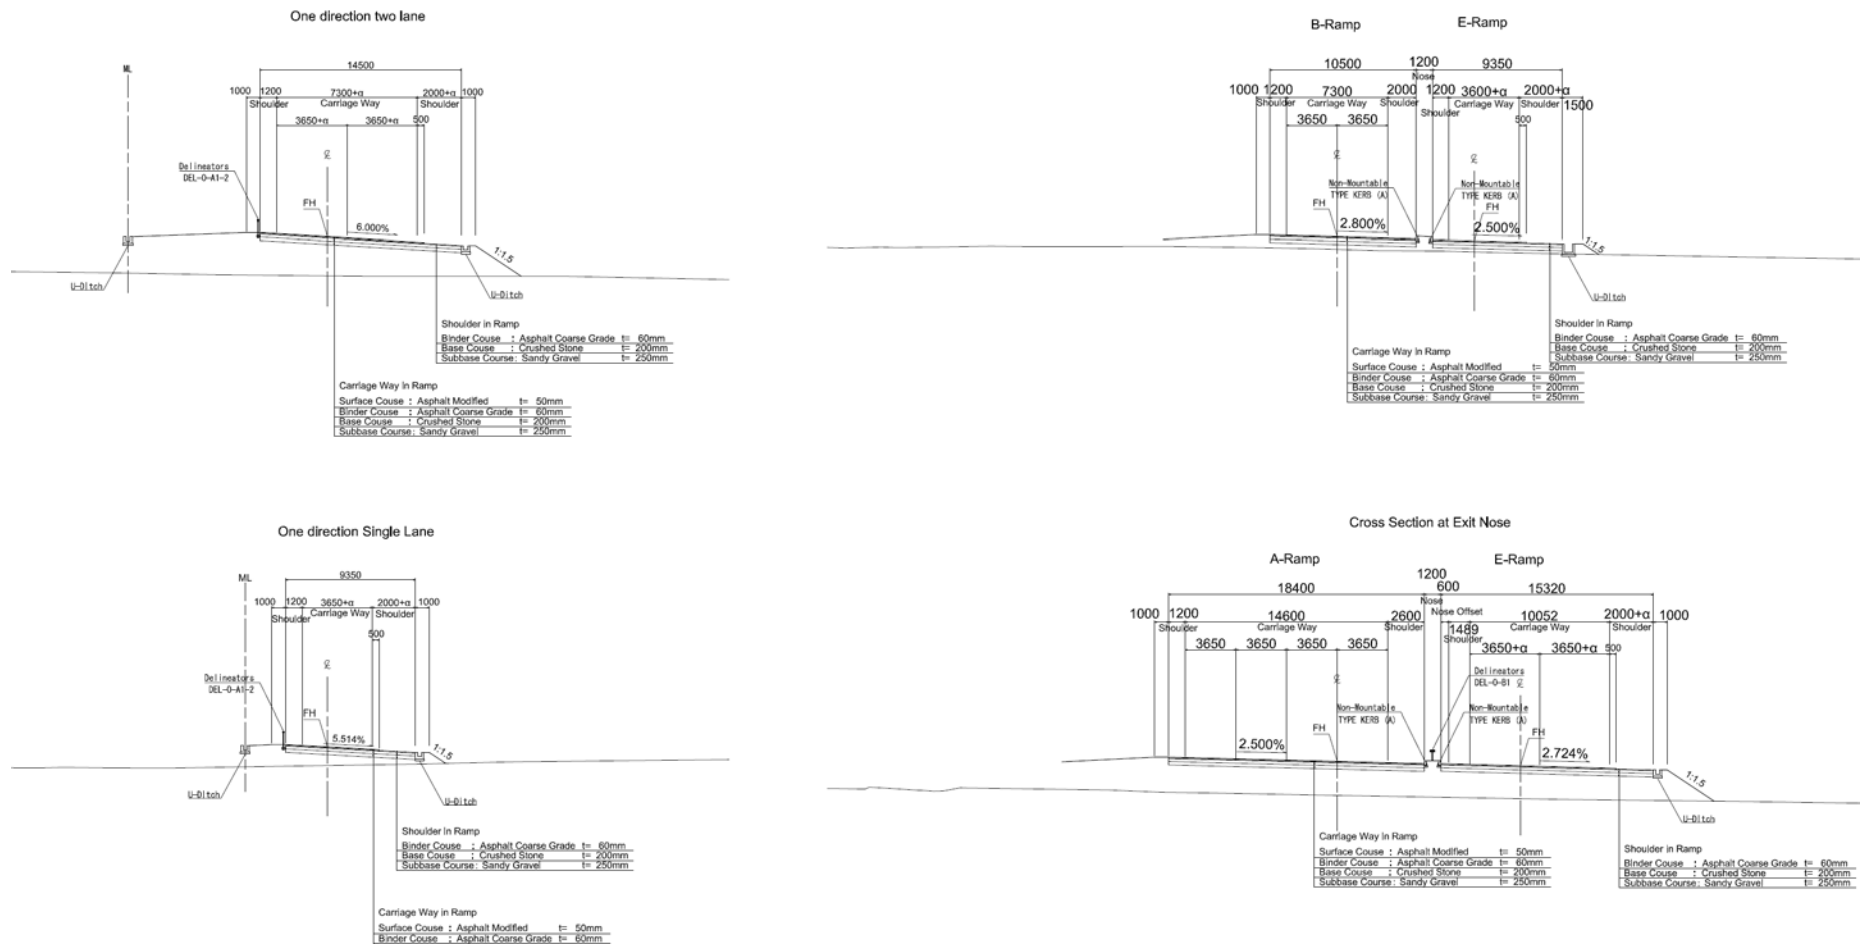 One direction two lane
ML
14500
1000 1200 7300+α 2000+α 1000
Shoulder Carriage Way Shoulder
3650+α 3650+α 500
Delineators
DEL-O-A1-2
FH
6.000%
1:1.5
U-Ditch
U-Ditch
Shoulder in Ramp
Binder Couse : Asphalt Coarse Grade t= 60mm
Base Couse : Crushed Stone t= 200mm
Subbase Course: Sandy Gravel t= 250mm
Carriage Way in Ramp
Surface Couse : Asphalt Modified t= 50mm
Binder Couse : Asphalt Coarse Grade t= 60mm
Base Couse : Crushed Stone t= 200mm
Subbase Course: Sandy Gravel t= 250mm
B-Ramp E-Ramp
10500 1200 9350
Nose
1000 1200 7300 2000 1200 3600+α 2000+α
Shoulder Carriage Way Shoulder Carriage Way Shoulder 1500
Shoulder
3650 3650 500
Non-Mountable
TYPE KERB (A)
Non-Mountable
TYPE KERB (A)
FH
FH
2.800%
2.500%
1:1.5
U-Ditch
Shoulder in Ramp
Binder Couse : Asphalt Coarse Grade t= 60mm
Base Couse : Crushed Stone t= 200mm
Subbase Course: Sandy Gravel t= 250mm
Carriage Way in Ramp
Surface Couse : Asphalt Modified t= 50mm
Binder Couse : Asphalt Coarse Grade t= 60mm
Base Couse : Crushed Stone t= 200mm
Subbase Course: Sandy Gravel t= 250mm
One direction Single Lane
ML
9350
1000 1200 3650+α 2000+α 1000
Shoulder Carriage Way Shoulder
500
Delineators
DEL-O-A1-2
FH
5.514%
1:1.5
U-Ditch
U-Ditch
Shoulder in Ramp
Binder Couse : Asphalt Coarse Grade t= 60mm
Base Couse : Crushed Stone t= 200mm
Subbase Course: Sandy Gravel t= 250mm
Carriage Way in Ramp
Surface Couse : Asphalt Modified t= 50mm
Binder Couse : Asphalt Coarse Grade t= 60mm
Cross Section at Exit Nose
A-Ramp E-Ramp
1200
18400 600 15320
Nose
Nose Offset
1000 1200 14600 2600 10052 2000+α 1000
Shoulder Carriage Way Shoulder 1489 Carriage Way Shoulder
Shoulder
3650 3650 3650 3650 3650+α 3650+α 500
Delineators
DEL-O-B1
Non-Mountable
TYPE KERB (A)
Non-Mountable
TYPE KERB (A)
FH
FH
2.500%
2.724%
1:1.5
U-Ditch
Carriage Way in Ramp
Surface Couse : Asphalt Modified t= 50mm
Binder Couse : Asphalt Coarse Grade t= 60mm
Base Couse : Crushed Stone t= 200mm
Subbase Course: Sandy Gravel t= 250mm
Shoulder in Ramp
Binder Couse : Asphalt Coarse Grade t= 60mm
Base Couse : Crushed Stone t= 200mm
Subbase Course: Sandy Gravel t= 250mm